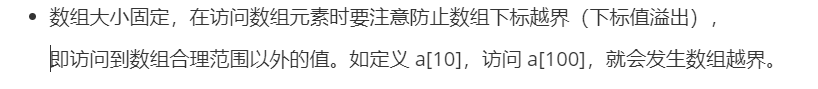 • 数组大小固定，在访问数组元素时要注意防止数组下标越界（下标值溢出），
即访问到数组合理范围以外的值。如定义 a[10]，访问 a[100]，就会发生数组越界。